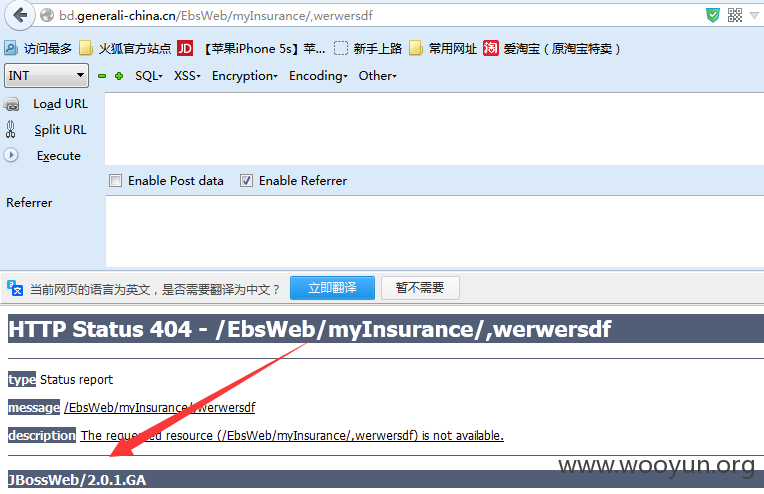 bd.generali-china.cn/EbsWeb/myInsurance/,werwersdf
访问最多 火狐官方站点 JD 【苹果iPhone 5s】苹... 新手上路 常用网址 淘 爱淘宝（原淘宝特卖）
INT SQL XSS Encryption Encoding Other
Load URL
Split URL
Execute
Enable Post data Enable Referrer
Referrer
当前网页的语言为英文，是否需要翻译为中文？ 立即翻译 暂不需要
HTTP Status 404 - /EbsWeb/myInsurance/,werwersdf
type Status report
message /EbsWeb/myInsurance/,werwersdf
description The requested resource (/EbsWeb/myInsurance/,werwersdf) is not available.
www.wooyun.org
JBossWeb/2.0.1.GA